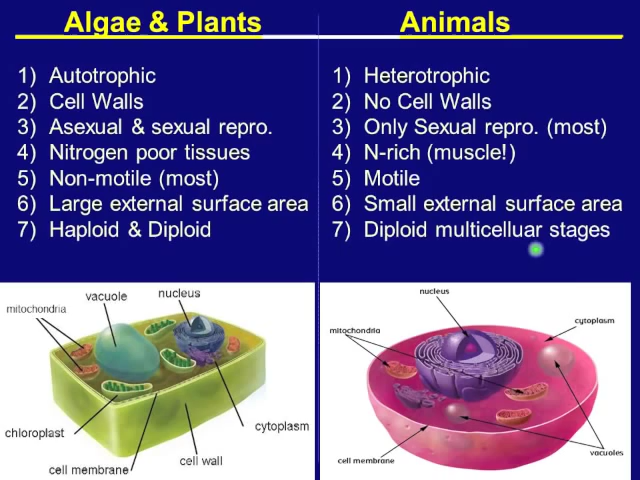 Algae & Plants
1) Autotrophic
2) Cell Walls
3) Asexual & sexual repro.
4) Nitrogen poor tissues
5) Non-motile (most)
6) Large external surface area
7) Haploid & Diploid
Animals
1) Heterotrophic
2) No Cell Walls
3) Only Sexual repro. (most)
4) N-rich (muscle!)
5) Motile
6) Small external surface area
7) Diploid multicelluar stages
mitochondria
vacuole
nucleus
chloroplast
cell membrane
cell wall
cytoplasm
nucleus
mitochondria
cytoplasm
cell membrane
vacuoles